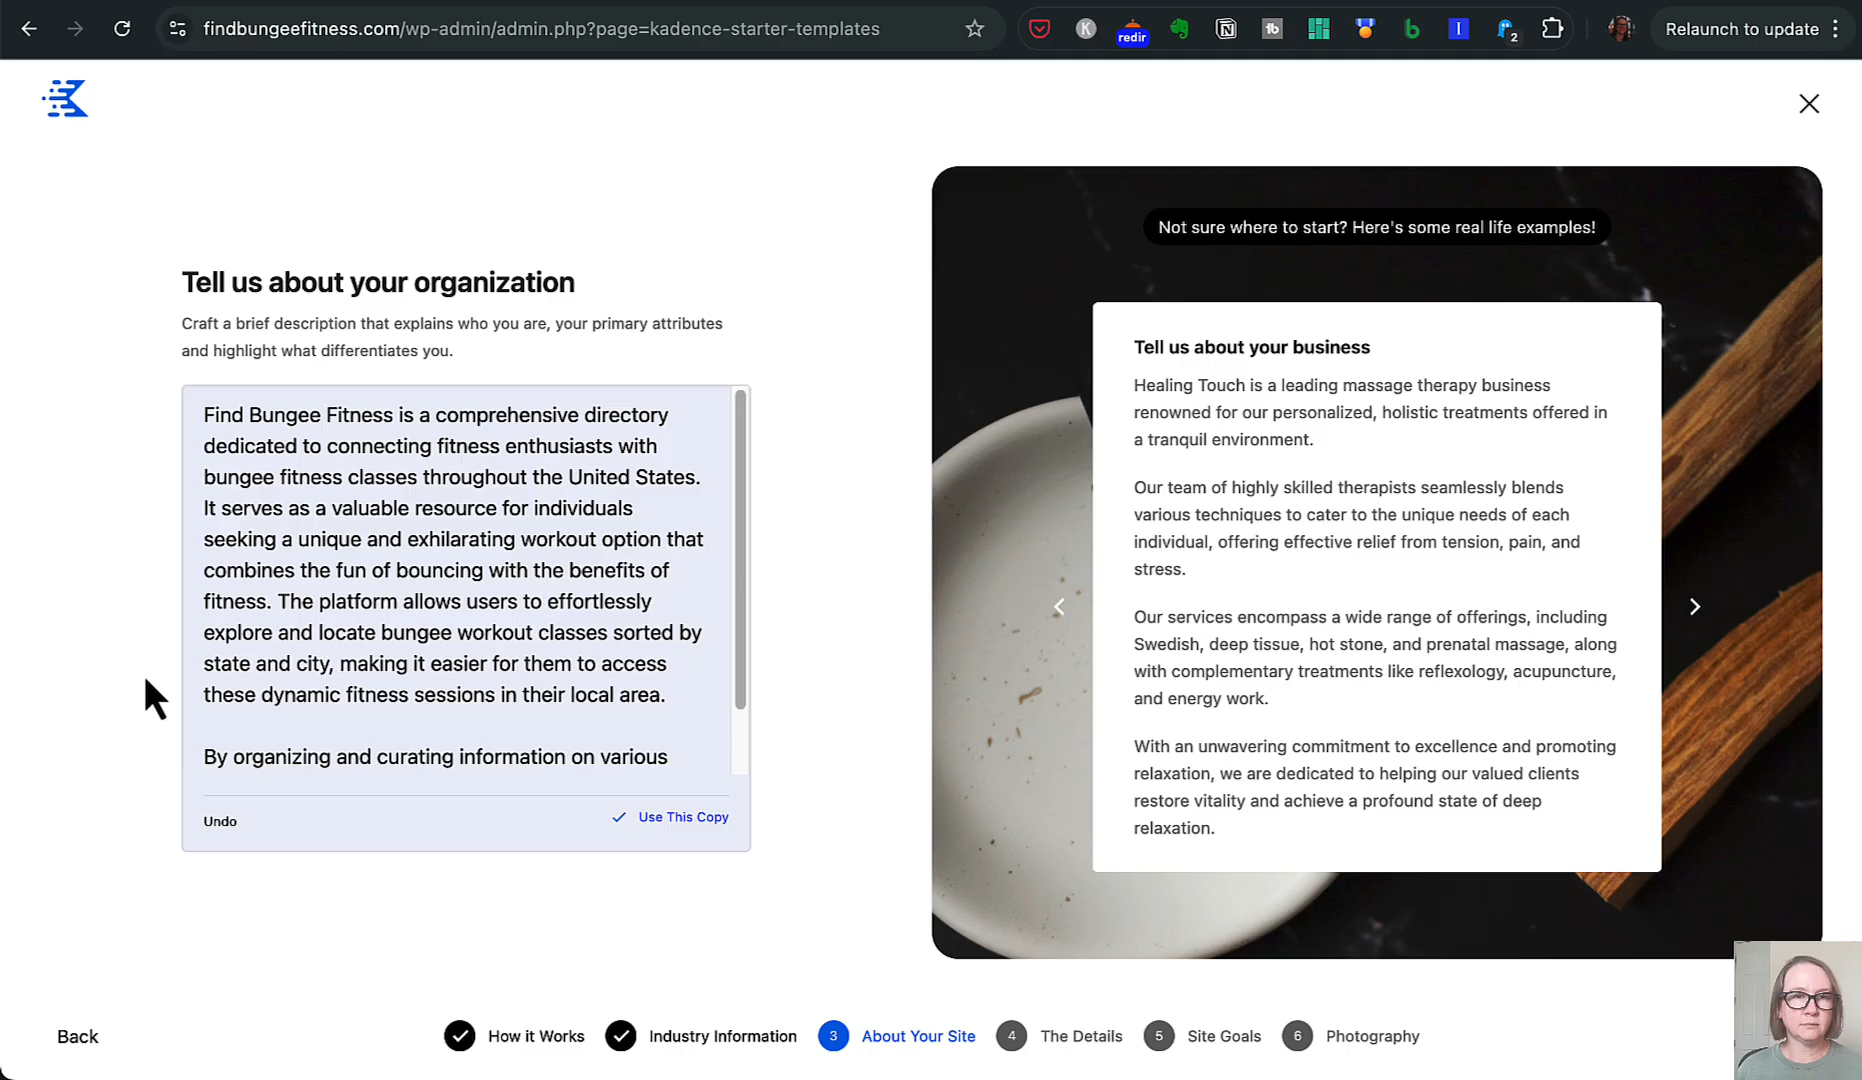 findbungeefitness.com/wp-admin/admin.php?page=kadence-starter-templates
K
redir
tb
b
I
2
Relaunch to update
Not sure where to start? Here's some real life examples!
Tell us about your organization
Craft a brief description that explains who you are, your primary attributes
and highlight what differentiates you.
Find Bungee Fitness is a comprehensive directory
dedicated to connecting fitness enthusiasts with
bungee fitness classes throughout the United States.
It serves as a valuable resource for individuals
seeking a unique and exhilarating workout option that
combines the fun of bouncing with the benefits of
fitness. The platform allows users to effortlessly
explore and locate bungee workout classes sorted by
state and city, making it easier for them to access
these dynamic fitness sessions in their local area.
By organizing and curating information on various
Undo
Use This Copy
Tell us about your business
Healing Touch is a leading massage therapy business
renowned for our personalized, holistic treatments offered in
a tranquil environment.
Our team of highly skilled therapists seamlessly blends
various techniques to cater to the unique needs of each
individual, offering effective relief from tension, pain, and
stress.
Our services encompass a wide range of offerings, including
Swedish, deep tissue, hot stone, and prenatal massage, along
with complementary treatments like reflexology, acupuncture,
and energy work.
With an unwavering commitment to excellence and promoting
relaxation, we are dedicated to helping our valued clients
restore vitality and achieve a profound state of deep
relaxation.
Back
How it Works
Industry Information
3 About Your Site
4 The Details
5 Site Goals
6 Photography